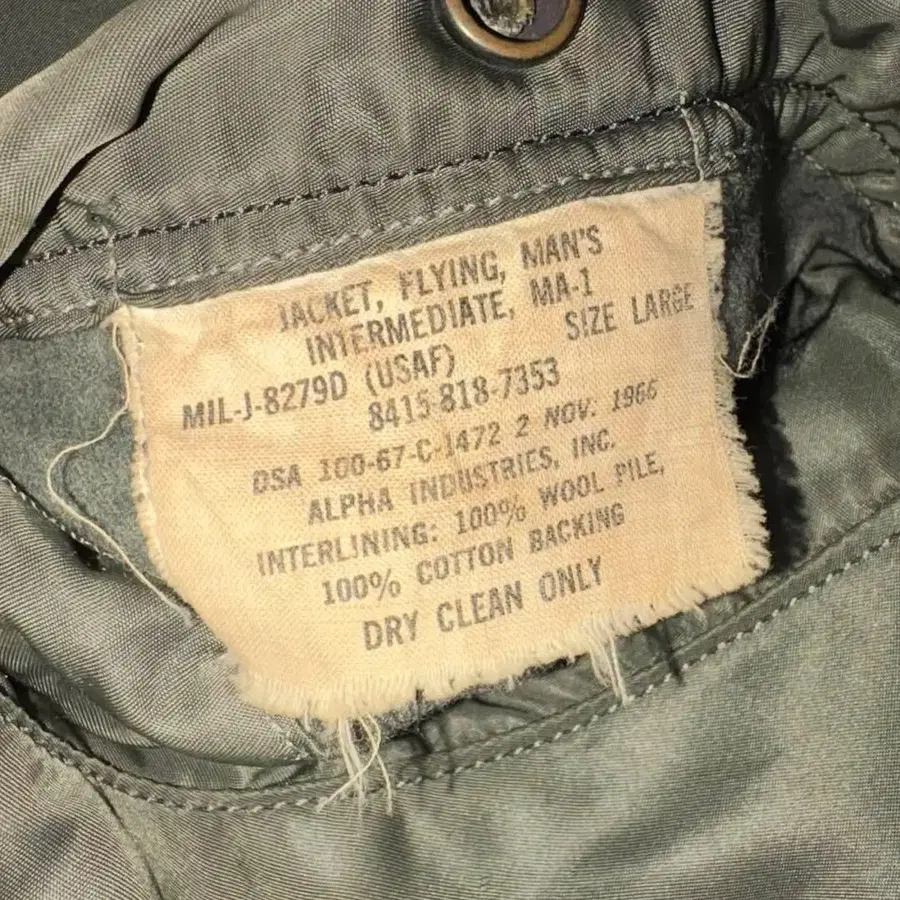 JACKET, FLYING, MAN'S
INTERMEDIATE, MA-1
SIZE LARGE
MIL-J-8279D (USAF)
8415-818-7353
DSA 100-67-C-1472 2 NOV. 1966
ALPHA INDUSTRIES, INC.
INTERLINING: 100% WOOL PILE,
100% COTTON BACKING
DRY CLEAN ONLY